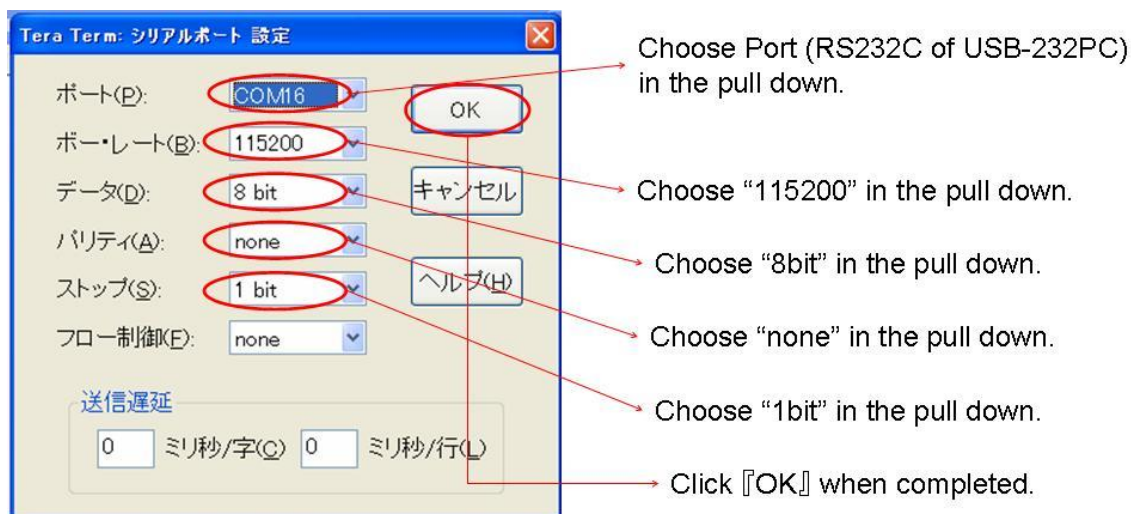 Tera Term: シリアルポート 設定
ポート(P): COM16
OK
ボー・レート(B): 115200
データ(D): 8 bit
キャンセル
パリティ(A): none
ストップ(S): 1 bit
ヘルプ(H)
フロー制御(F): none
送信遅延
0 ミリ秒/字(C) 0 ミリ秒/行(L)
Choose Port (RS232C of USB-232PC)
in the pull down.
Choose “115200” in the pull down.
Choose “8bit” in the pull down.
Choose “none” in the pull down.
Choose “1bit” in the pull down.
Click『OK』when completed.